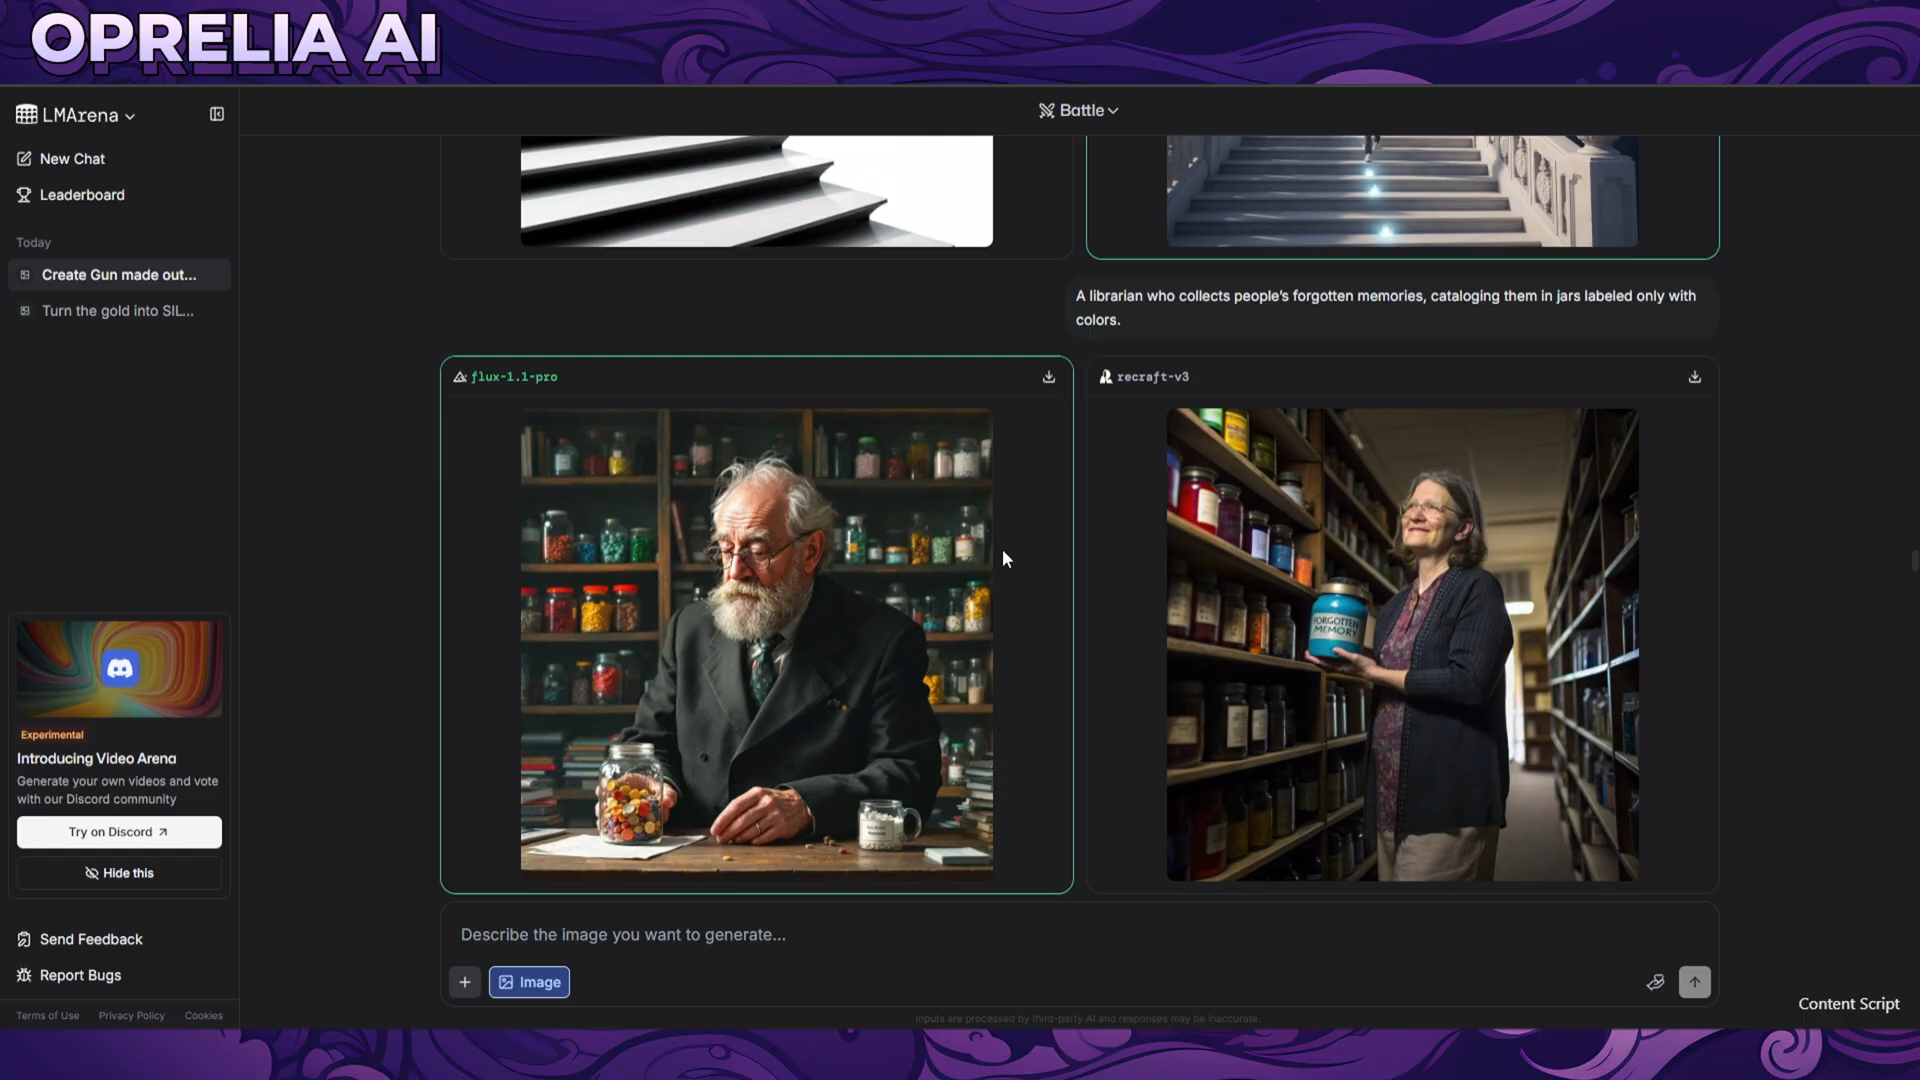 OPRELIA AI
LMArena
Battle
New Chat
Leaderboard
Today
Create Gun made out...
Turn the gold into SIL...
A librarian who collects people's forgotten memories, cataloging them in jars labeled only with
colors.
flux-1.1-pro
recraft-v3
FORGOTTEN
MEMORY
Experimental
Introducing Video Arena
Generate your own videos and vote
with our Discord community
Try on Discord
Hide this
Describe the image you want to generate...
Image
Send Feedback
Report Bugs
Content Script
Terms of Use Privacy Policy Cookies
Inputs are processed by third-party AI and responses may be inaccurate.